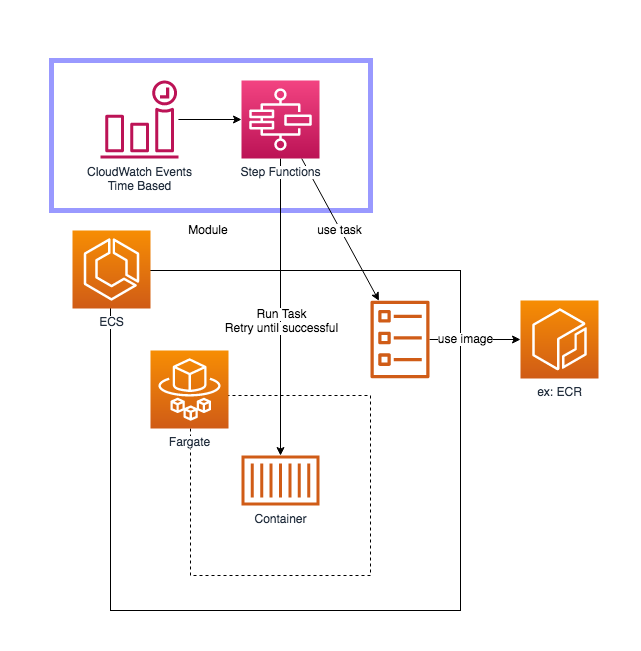 CloudWatch Events
Time Based
Step Functions
Module
use task
ECS
Run Task
Retry until successful
use image
ex: ECR
Fargate
Container